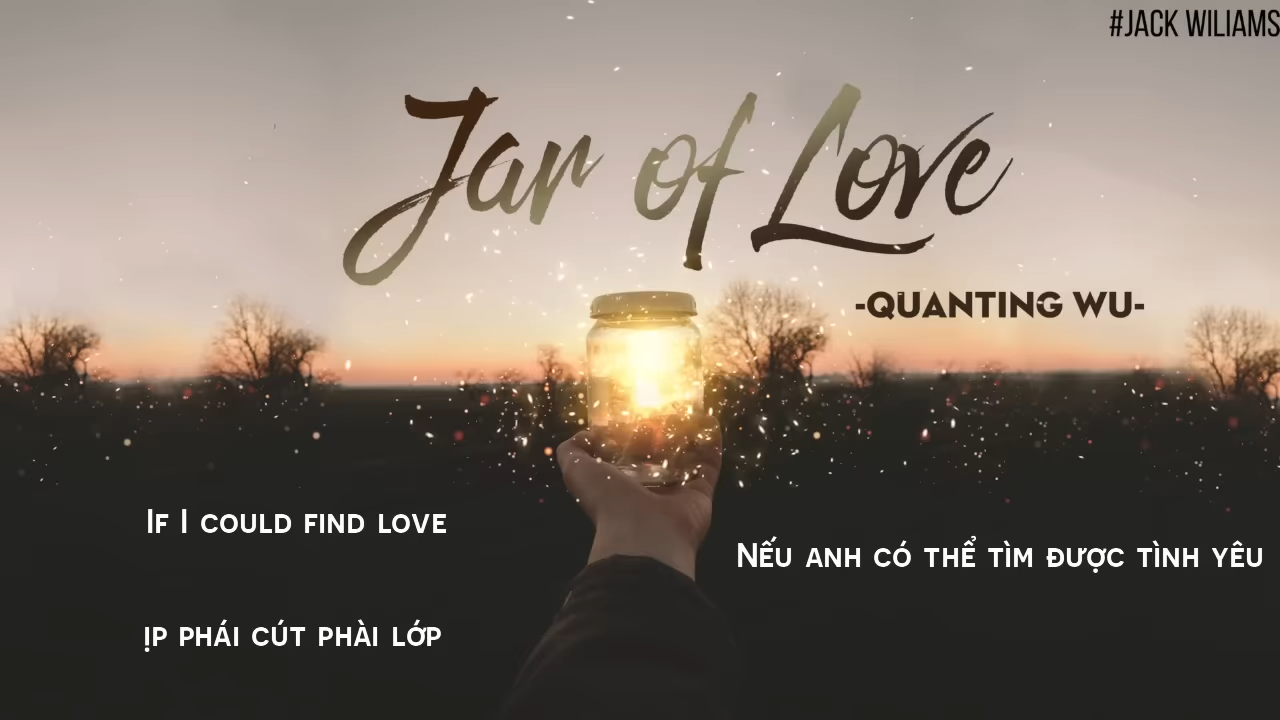 #JACK WILIAMS
Jar of Love
-QUANTING WU-
IF I COULD FIND LOVE
NẾU ANH CÓ THỂ TÌM ĐƯỢC TÌNH YÊU
ỊP PHÁI CÚT PHÀI LỚP